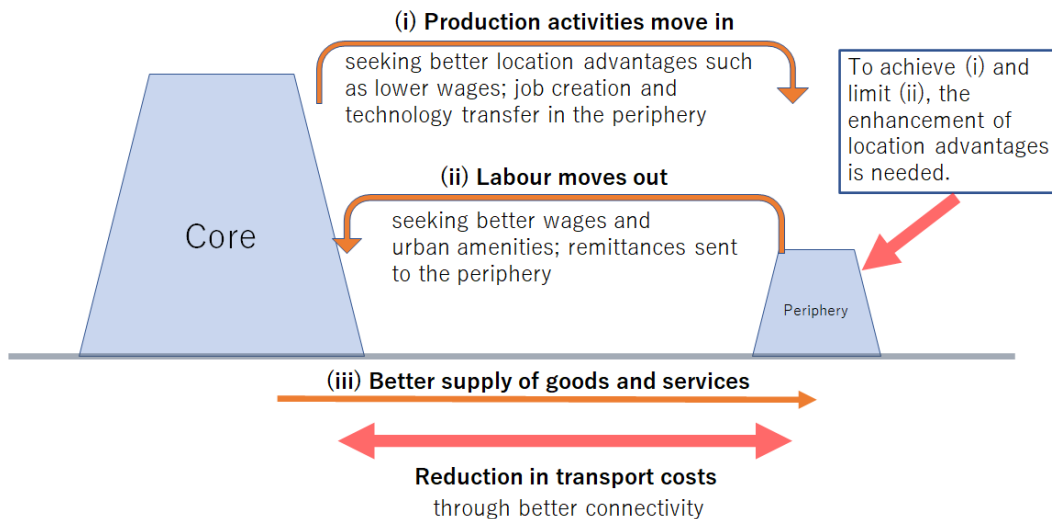 (i) Production activities move in
seeking better location advantages such
as lower wages; job creation and
technology transfer in the periphery
To achieve (i) and
limit (ii), the
enhancement of
location advantages
is needed.
(ii) Labour moves out
seeking better wages and
urban amenities; remittances sent
to the periphery
Core
Periphery
(iii) Better supply of goods and services
Reduction in transport costs
through better connectivity